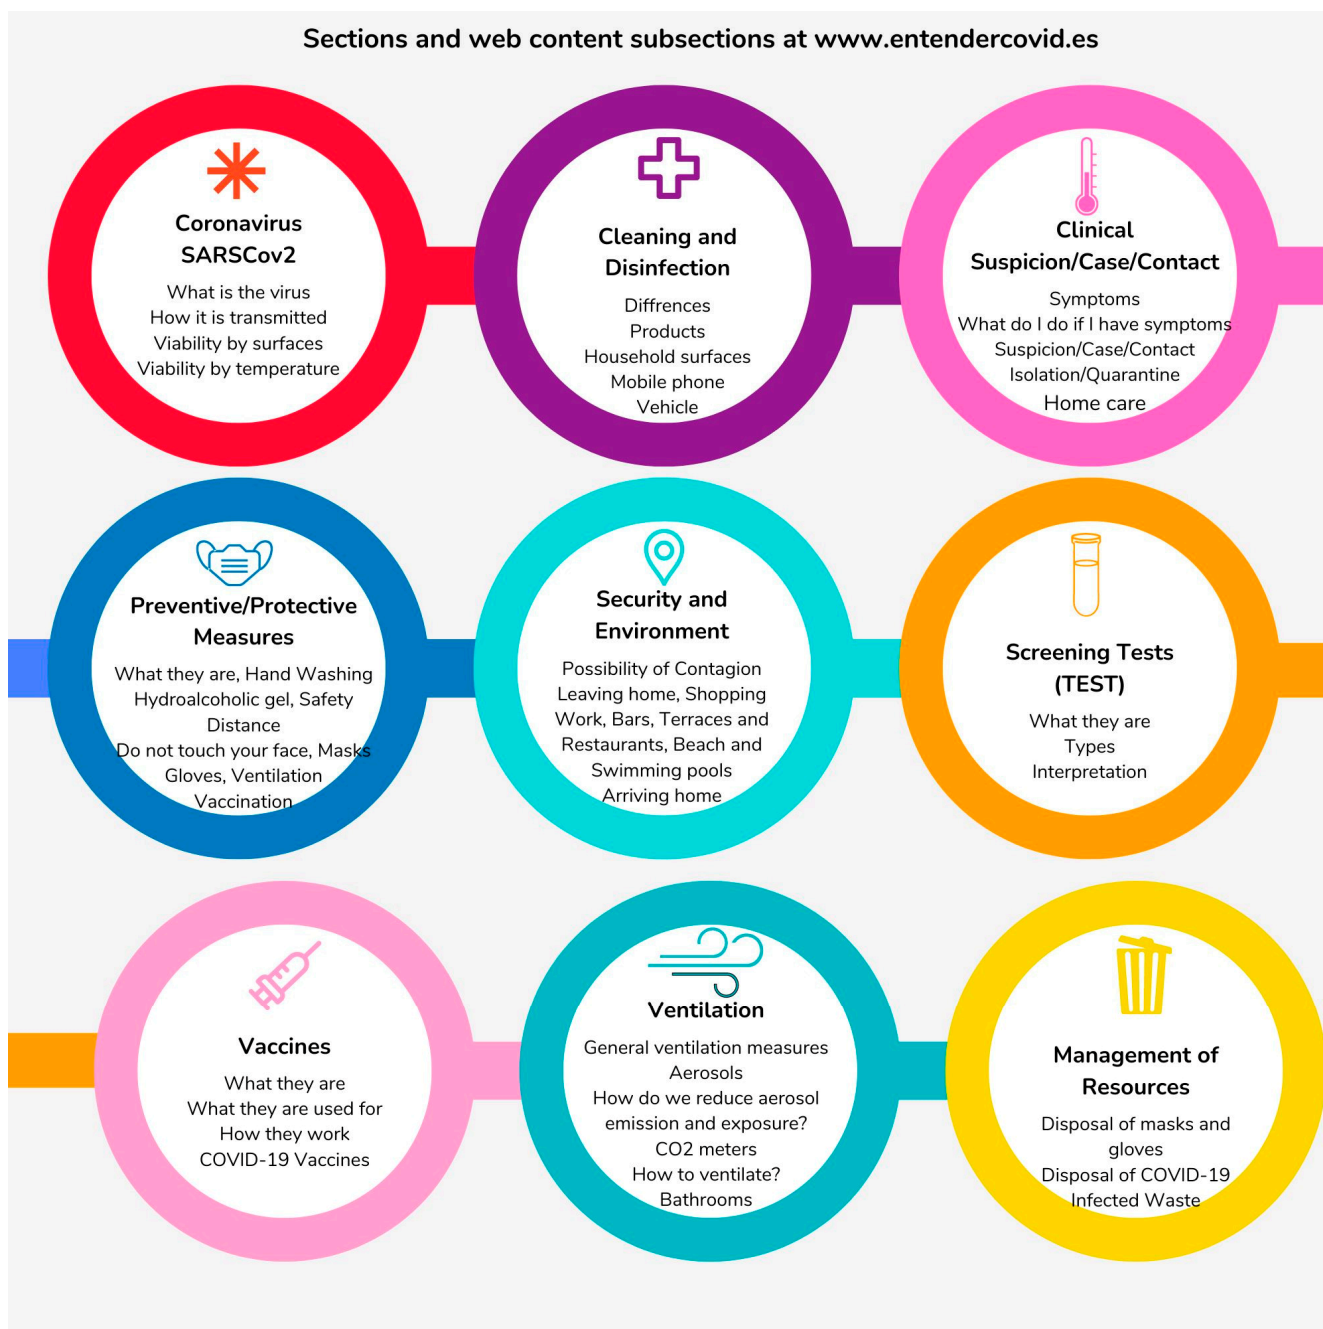 Sections and web content subsections at www.entendercovid.es
Coronavirus
SARSCov2
What is the virus
How it is transmitted
Viability by surfaces
Viability by temperature
Cleaning and
Disinfection
Diffrences
Products
Household surfaces
Mobile phone
Vehicle
Clinical
Suspicion/Case/Contact
Symptoms
What do I do if I have symptoms
Suspicion/Case/Contact
Isolation/Quarantine
Home care
Preventive/Protective
Measures
What they are, Hand Washing
Hydroalcoholic gel, Safety
Distance
Do not touch your face, Masks
Gloves, Ventilation
Vaccination
Security and
Environment
Possibility of Contagion
Leaving home, Shopping
Work, Bars, Terraces and
Restaurants, Beach and
Swimming pools
Arriving home
Screening Tests
(TEST)
What they are
Types
Interpretation
Vaccines
What they are
What they are used for
How they work
COVID-19 Vaccines
Ventilation
General ventilation measures
Aerosols
How do we reduce aerosol
emission and exposure?
CO2 meters
How to ventilate?
Bathrooms
Management of
Resources
Disposal of masks and
gloves
Disposal of COVID-19
Infected Waste